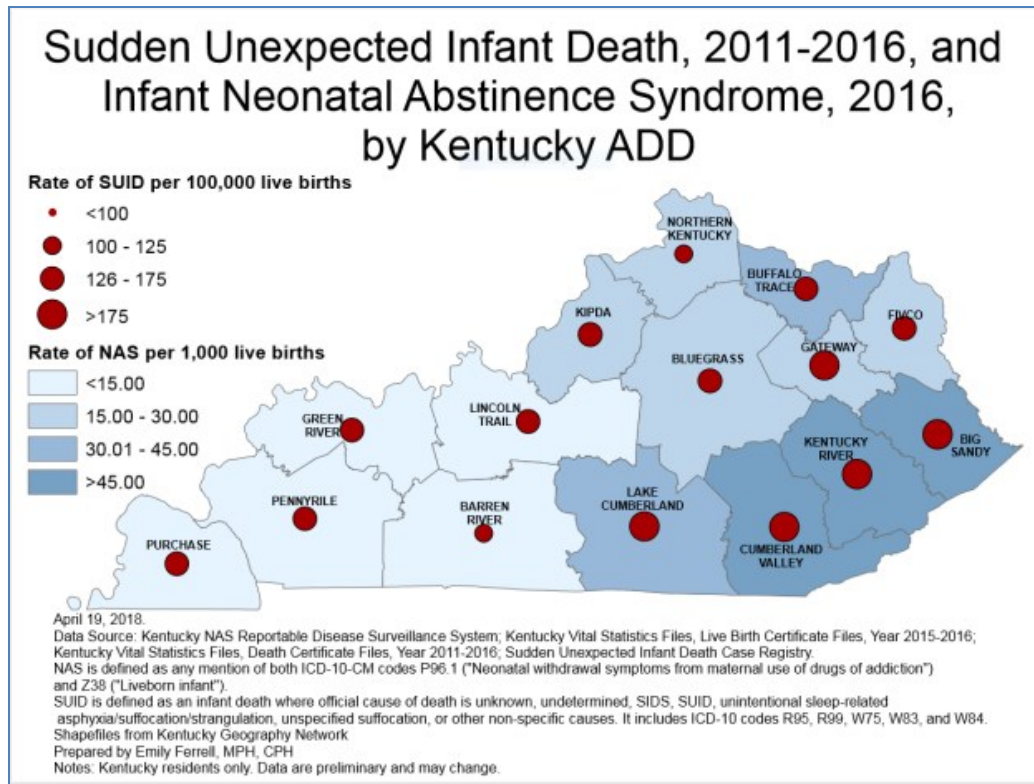 Sudden Unexpected Infant Death, 2011-2016, and
Infant Neonatal Abstinence Syndrome, 2016,
by Kentucky ADD
Rate of SUID per 100,000 live births
<100
100 - 125
126 - 175
>175
Rate of NAS per 1,000 live births
<15.00
15.00 - 30.00
30.01 - 45.00
>45.00
NORTHERN
KENTUCKY
BUFFALO
TRACE
FIVCO
KIPDA
GATEWAY
BLUEGRASS
LINCOLN
TRAIL
GREEN
RIVER
KENTUCKY
RIVER
BIG
SANDY
LAKE
CUMBERLAND
PENNYRILE
BARREN
RIVER
PURCHASE
CUMBERLAND
VALLEY
April 19, 2018.
Data Source: Kentucky NAS Reportable Disease Surveillance System; Kentucky Vital Statistics Files, Live Birth Certificate Files, Year 2015-2016;
Kentucky Vital Statistics Files, Death Certificate Files, Year 2011-2016; Sudden Unexpected Infant Death Case Registry.
NAS is defined as any mention of both ICD-10-CM codes P96.1 ("Neonatal withdrawal symptoms from maternal use of drugs of addiction")
and Z38 ("Liveborn infant").
SUID is defined as an infant death where official cause of death is unknown, undetermined, SIDS, SUID, unintentional sleep-related
asphyxia/suffocation/strangulation, unspecified suffocation, or other non-specific causes. It includes ICD-10 codes R95, R99, W75, W83, and W84.
Shapefiles from Kentucky Geography Network
Prepared by Emily Ferrell, MPH, CPH
Notes: Kentucky residents only. Data are preliminary and may change.